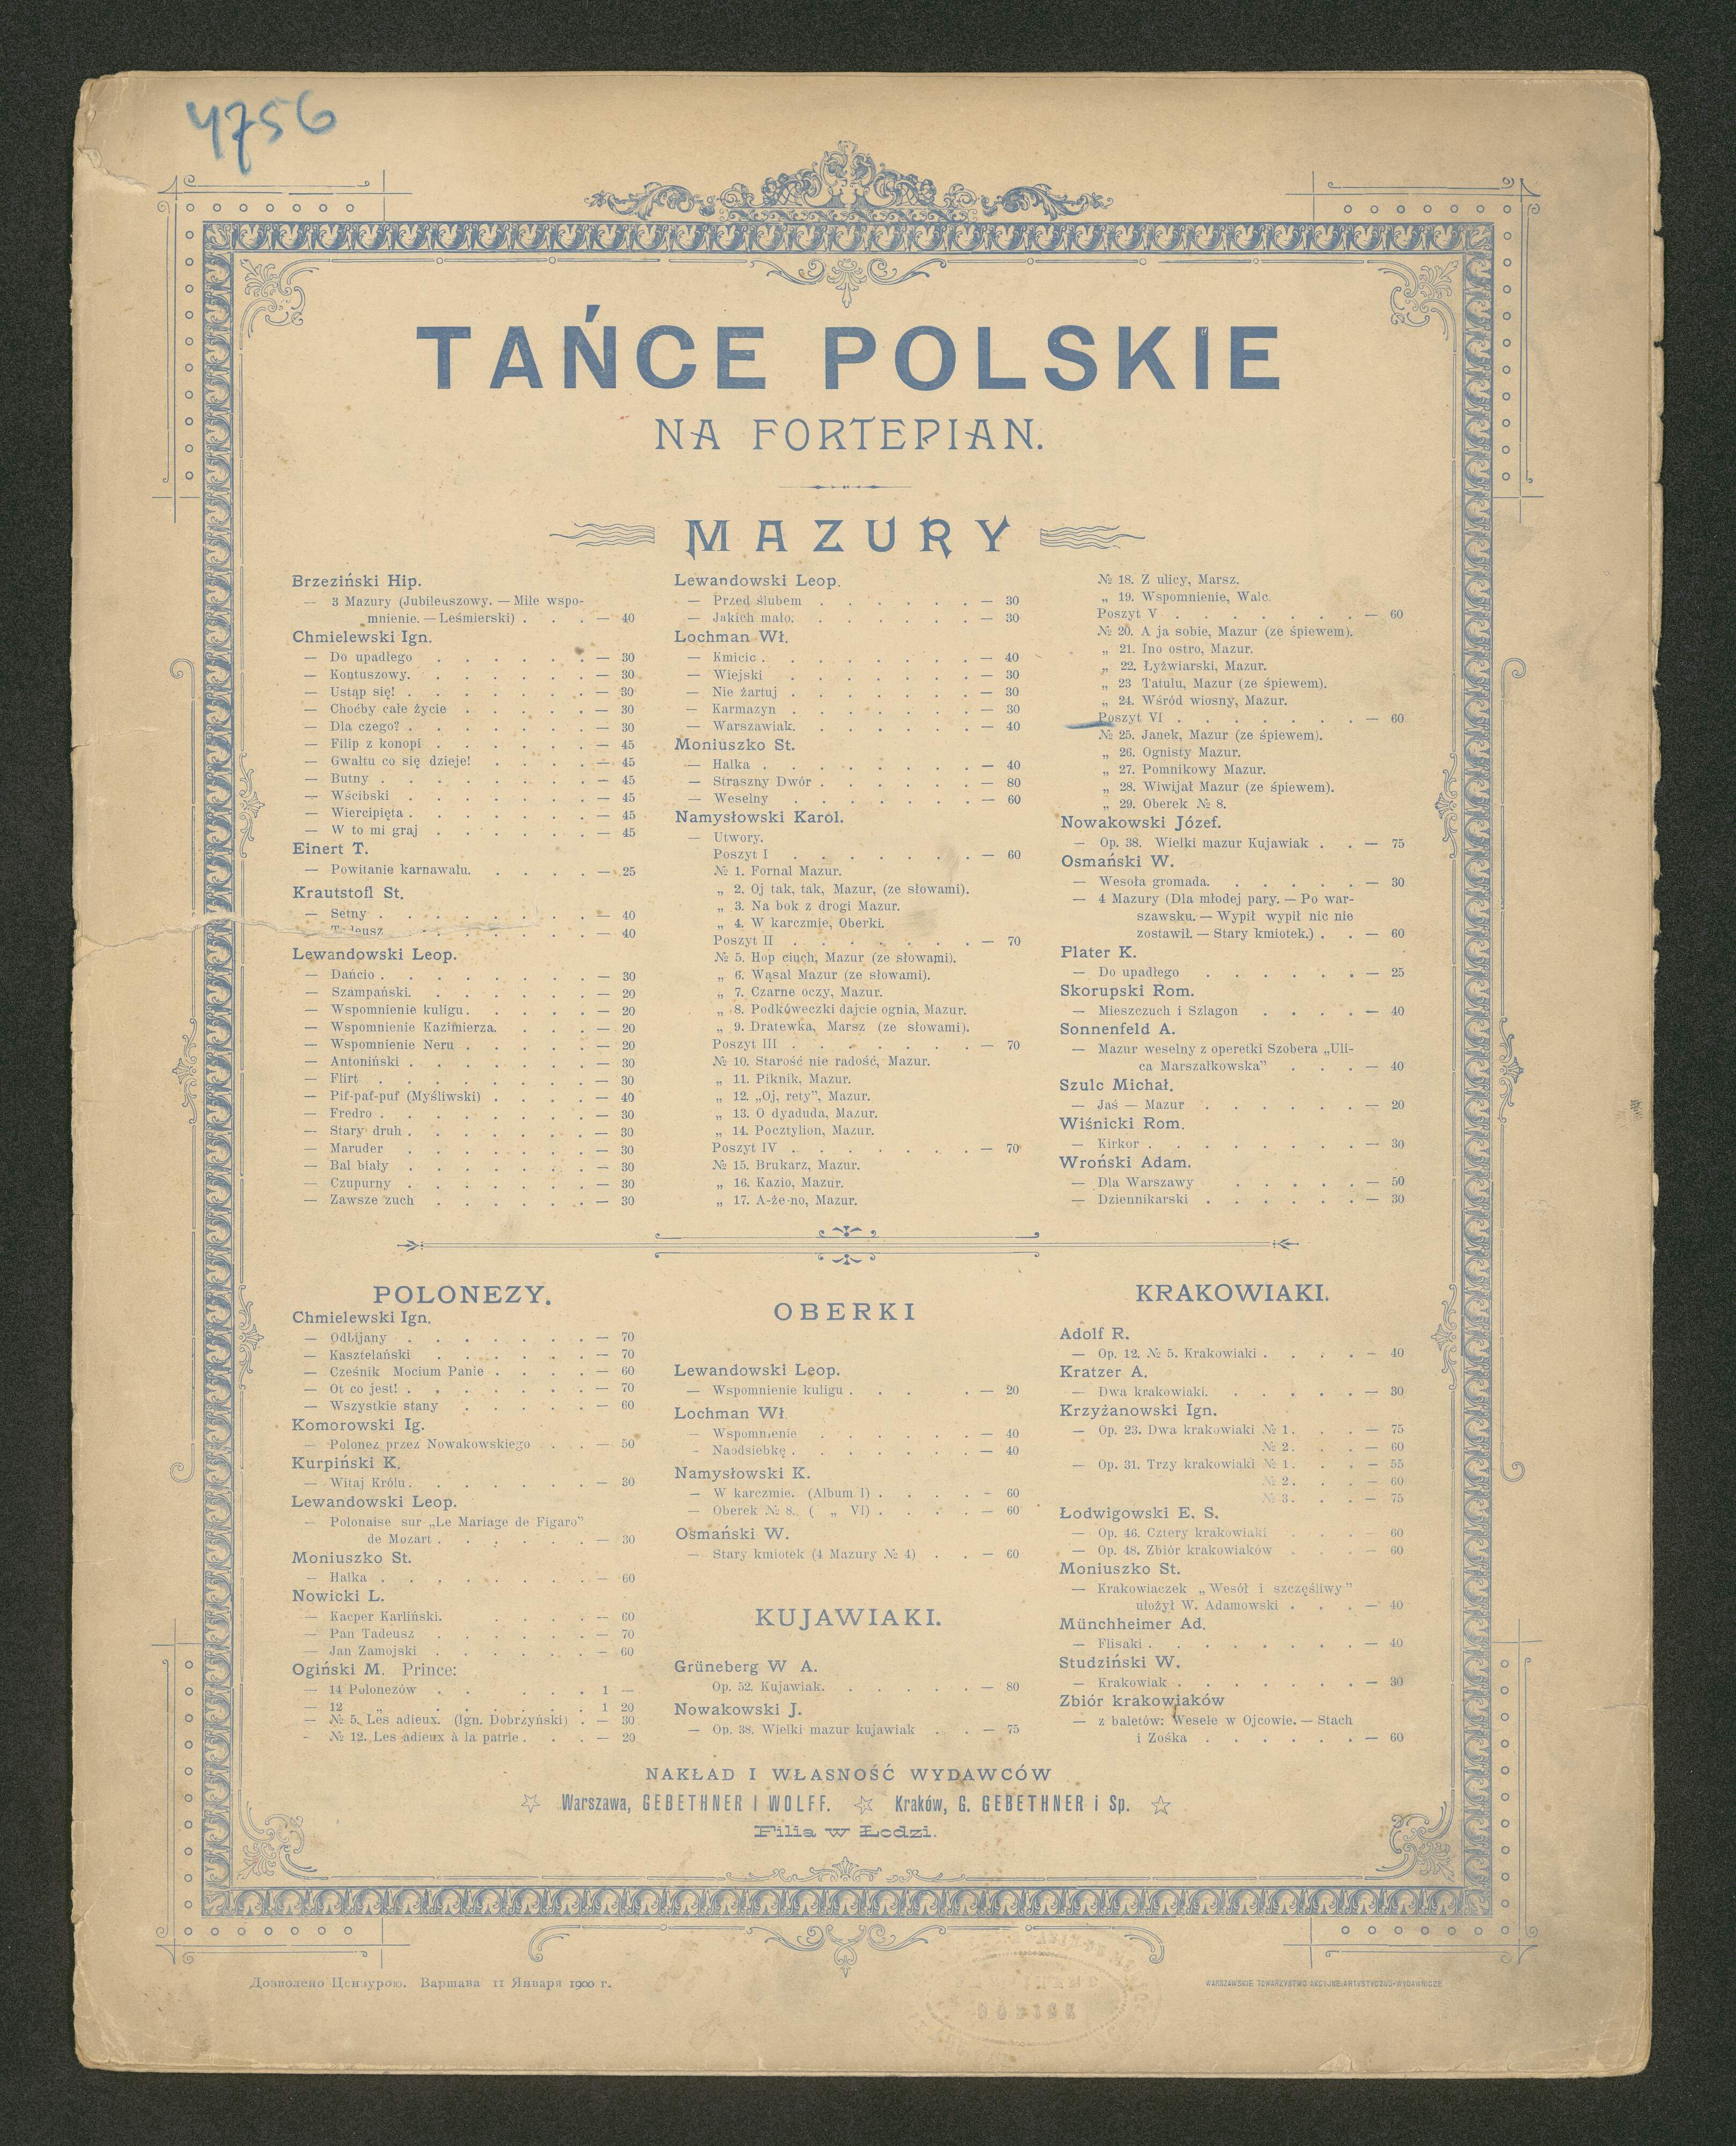 4756
TAŃCE POLSKIE
NA FORTEPIAN.
MAZURY
Brzeziński Hip.
— 3 Mazury (Jubileuszowy. — Miłe wspo-
mnienie. — Leśmierski) . . . — 40
Chmielewski Ign.
— Do upadłego . . . . . . — 30
— Kontuszowy. . . . . . . — 30
— Ustąp się! . . . . . . . — 30
— Choćby całe życie . . . . . — 30
— Dla czego? . . . . . . . — 30
— Filip z konopi . . . . . . — 45
— Gwałtu co się dzieje! . . . . — 45
— Butny . . . . . . . . — 45
— Wścibski . . . . . . . — 45
— Wiercipięta . . . . . . . — 45
— W to mi graj . . . . . . — 45
Einert T.
— Powitanie karnawału. . . . . — 25
Krautstofl St.
— Setny . . . . . . . . — 40
— Tadeusz . . . . . . . — 40
Lewandowski Leop.
— Dańcio . . . . . . . . — 30
— Szampański. . . . . . . — 20
— Wspomnienie kuligu . . . . . — 20
— Wspomnienie Kazimierza. . . . — 20
— Wspomnienie Neru . . . . . — 20
— Antoniński . . . . . . . — 30
— Flirt . . . . . . . . — 30
— Pif-paf-puf (Myśliwski) . . . . — 40
— Fredro . . . . . . . . — 30
— Stary druh . . . . . . . — 30
— Maruder . . . . . . . — 30
— Bal biały . . . . . . . — 30
— Czupurny . . . . . . . — 30
— Zawsze zuch . . . . . . — 30
Lewandowski Leop.
— Przed ślubem . . . . . . — 30
— Jakich mało. . . . . . . — 30
Lochman Wł.
— Kmicic . . . . . . . . — 40
— Wiejski . . . . . . . — 30
— Nie żartuj . . . . . . . — 30
— Karmazyn . . . . . . . — 30
— Warszawiak. . . . . . . — 40
Moniuszko St.
— Halka . . . . . . . . — 40
— Straszny Dwór . . . . . . — 80
— Weselny . . . . . . . — 60
Namysłowski Karol.
— Utwory.
Poszyt I . . . . . . . — 60
№ 1. Fornal Mazur.
„ 2. Oj tak, tak, Mazur, (ze słowami).
„ 3. Na bok z drogi Mazur.
„ 4. W karczmie, Oberki.
Poszyt II . . . . . . . — 70
№ 5. Hop ciuch, Mazur (ze słowami).
„ 6. Wąsal Mazur (ze słowami).
„ 7. Czarne oczy, Mazur.
„ 8. Podkóweczki dajcie ognia, Mazur.
„ 9. Dratewka, Marsz (ze słowami).
Poszyt III . . . . . . . — 70
№ 10. Starość nie radość, Mazur.
„ 11. Piknik, Mazur.
„ 12. „Oj, rety”, Mazur.
„ 13. O dyaduda, Mazur.
„ 14. Pocztylion, Mazur.
Poszyt IV . . . . . . . — 70
№ 15. Brukarz, Mazur.
„ 16. Kazio, Mazur.
„ 17. A-że-no, Mazur.
№ 18. Z ulicy, Marsz.
„ 19. Wspomnienie, Walc.
Poszyt V . . . . . . . — 60
№ 20. A ja sobie, Mazur (ze śpiewem).
„ 21. Ino ostro, Mazur.
„ 22. Łyżwiarski, Mazur.
„ 23 Tatulu, Mazur (ze śpiewem).
„ 24. Wśród wiosny, Mazur.
Poszyt VI . . . . . . . — 60
№ 25. Janek, Mazur (ze śpiewem).
„ 26. Ognisty Mazur.
„ 27. Pomnikowy Mazur.
„ 28. Wiwijał Mazur (ze śpiewem).
„ 29. Oberek № 8.
Nowakowski Józef.
— Op. 38. Wielki mazur Kujawiak . . — 75
Osmański W.
— Wesoła gromada. . . . . . — 30
— 4 Mazury (Dla młodej pary. — Po war-
szawsku. — Wypił wypił nic nie
zostawił. — Stary kmiotek.) . . — 60
Plater K.
— Do upadłego . . . . . . — 25
Skorupski Rom.
— Mieszczuch i Szlagon . . . . — 40
Sonnenfeld A.
— Mazur weselny z operetki Szobera „Uli-
ca Marszałkowska” . . . — 40
Szulc Michał.
— Jaś — Mazur . . . . . . — 20
Wiśnicki Rom.
— Kirkor . . . . . . . . — 30
Wroński Adam.
— Dla Warszawy . . . . . — 50
— Dziennikarski . . . . . . — 30
POLONEZY.
Chmielewski Ign.
— Odbijany . . . . . . . — 70
— Kasztelański . . . . . . — 70
— Cześnik Mocium Panie . . . . — 60
— Ot co jest! . . . . . . . — 70
— Wszystkie stany . . . . . — 60
Komorowski Ig.
— Polonez przez Nowakowskiego . . — 50
Kurpiński K.
— Witaj Królu . . . . . . . — 30
Lewandowski Leop.
— Polonaise sur „Le Mariage de Figaro”
de Mozart . . . . . . — 30
Moniuszko St.
— Halka . . . . . . . . — 60
Nowicki L.
— Kacper Karliński. . . . . — 60
— Pan Tadeusz . . . . . . — 70
— Jan Zamojski . . . . . . — 60
Ogiński M. Prince:
— 14 Polonezów . . . . . . 1 —
— 12 „ . . . . . . 1 20
— № 5. Les adieux. (Ign. Dobrzyński) . — 30
- № 12. Les adieux à la patrie . . . — 20
OBERKI
Lewandowski Leop.
— Wspomnienie kuligu . . . . — 20
Lochman Wł
— Wspomnienie . . . . . . — 40
- Naodsiebkę . . . . . . . — 40
Namysłowski K.
— W karczmie. (Album I) . . . . — 60
— Oberek № 8. ( „ VI) . . . . — 60
Osmański W.
— Stary kmiotek (4 Mazury № 4) . . — 60
KUJAWIAKI.
Grüneberg W A.
Op. 52. Kujawiak. . . . . . — 80
Nowakowski J.
— Op. 38. Wielki mazur kujawiak . . — 75
KRAKOWIAKI.
Adolf R.
— Op. 12. № 5. Krakowiaki . . . . — 40
Kratzer A.
— Dwa krakowiaki. . . . . . — 30
Krzyżanowski Ign.
— Op. 23. Dwa krakowiaki № 1. . . — 75
№ 2. . . — 60
— Op. 31. Trzy krakowiaki № 1. . . — 55
№ 2. . . — 60
№ 3. . . — 75
Łodwigowski E. S.
— Op. 46. Cztery krakowiaki . . . — 60
— Op. 48. Zbiór krakowiaków . . . — 60
Moniuszko St.
— Krakowiaczek „Wesół i szczęśliwy”
ułożył W. Adamowski . . . — 40
Münchheimer Ad.
— Flisaki . . . . . . . . — 40
Studziński W.
— Krakowiak . . . . . . . — 30
Zbiór krakowiaków
— z baletów: Wesele w Ojcowie. — Stach
i Zośka . . . . . . — 60
NAKŁAD I WŁASNOŚĆ WYDAWCÓW
Warszawa, GEBETHNER I WOLFF. Kraków, G. GEBETHNER i Sp.
Filia w Łodzi.
Дозволено Цензурою. Варшава 11 Января 1900 г.
WARSZAWSKIE TOWARZYSTWO AKCYJNE ARTYSTYCZNO-WYDAWNICZE